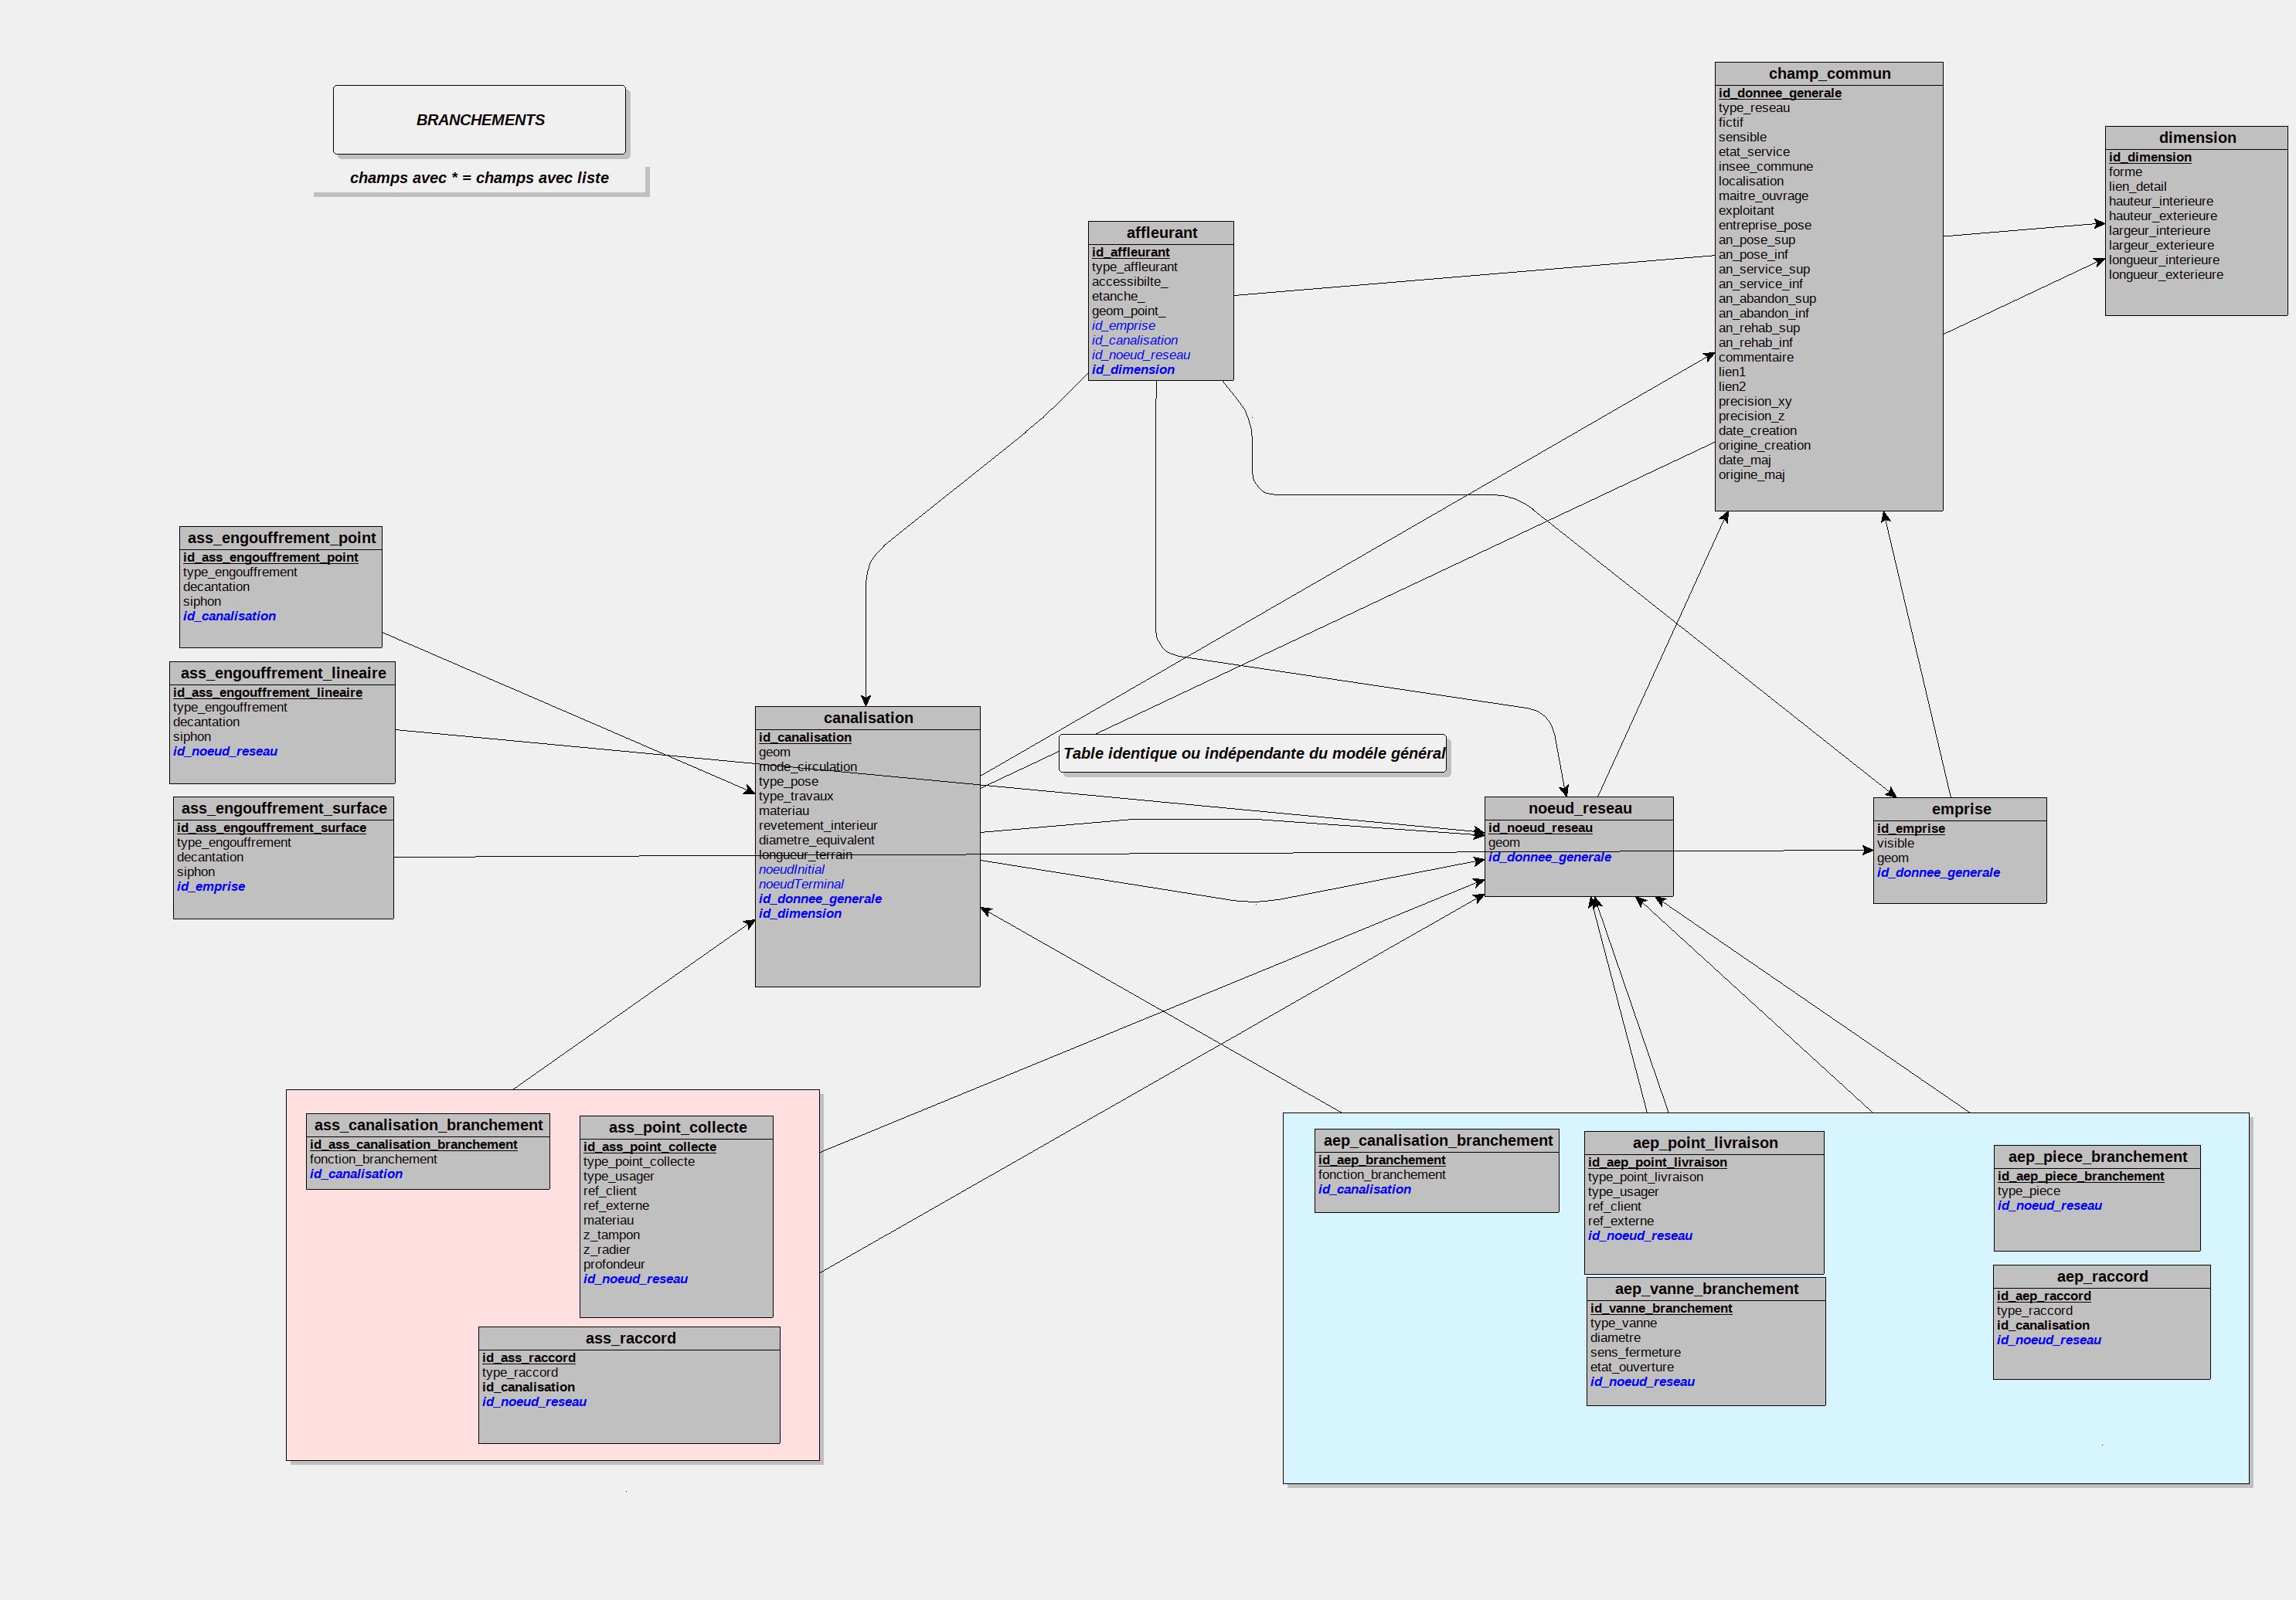 BRANCHEMENTS
champs avec * = champs avec liste
champ_commun
id_donnee_generale
type_reseau
fictif
sensible
etat_service
insee_commune
localisation
maitre_ouvrage
exploitant
entreprise_pose
an_pose_sup
an_pose_inf
an_service_sup
an_service_inf
an_abandon_sup
an_abandon_inf
an_rehab_sup
an_rehab_inf
commentaire
lien1
lien2
precision_xy
precision_z
date_creation
origine_creation
date_maj
origine_maj
dimension
id_dimension
forme
lien_detail
hauteur_interieure
hauteur_exterieure
largeur_interieure
largeur_exterieure
longueur_interieure
longueur_exterieure
affleurant
id_affleurant
type_affleurant
accessibilte_
etanche_
geom_point_
id_emprise
id_canalisation
id_noeud_reseau
id_dimension
ass_engouffrement_point
id_ass_engouffrement_point
type_engouffrement
decantation
siphon
id_canalisation
ass_engouffrement_lineaire
id_ass_engouffrement_lineaire
type_engouffrement
decantation
siphon
id_noeud_reseau
ass_engouffrement_surface
id_ass_engouffrement_surface
type_engouffrement
decantation
siphon
id_emprise
canalisation
id_canalisation
geom
mode_circulation
type_pose
type_travaux
materiau
revetement_interieur
diametre_equivalent
longueur_terrain
noeudInitial
noeudTerminal
id_donnee_generale
id_dimension
Table identique ou indépendante du modéle général
noeud_reseau
id_noeud_reseau
geom
id_donnee_generale
emprise
id_emprise
visible
geom
id_donnee_generale
ass_canalisation_branchement
id_ass_canalisation_branchement
fonction_branchement
id_canalisation
ass_point_collecte
id_ass_point_collecte
type_point_collecte
type_usager
ref_client
ref_externe
materiau
z_tampon
z_radier
profondeur
id_noeud_reseau
ass_raccord
id_ass_raccord
type_raccord
id_canalisation
id_noeud_reseau
aep_canalisation_branchement
id_aep_branchement
fonction_branchement
id_canalisation
aep_point_livraison
id_aep_point_livraison
type_point_livraison
type_usager
ref_client
ref_externe
id_noeud_reseau
aep_vanne_branchement
id_vanne_branchement
type_vanne
diametre
sens_fermeture
etat_ouverture
id_noeud_reseau
aep_piece_branchement
id_aep_piece_branchement
type_piece
id_noeud_reseau
aep_raccord
id_aep_raccord
type_raccord
id_canalisation
id_noeud_reseau